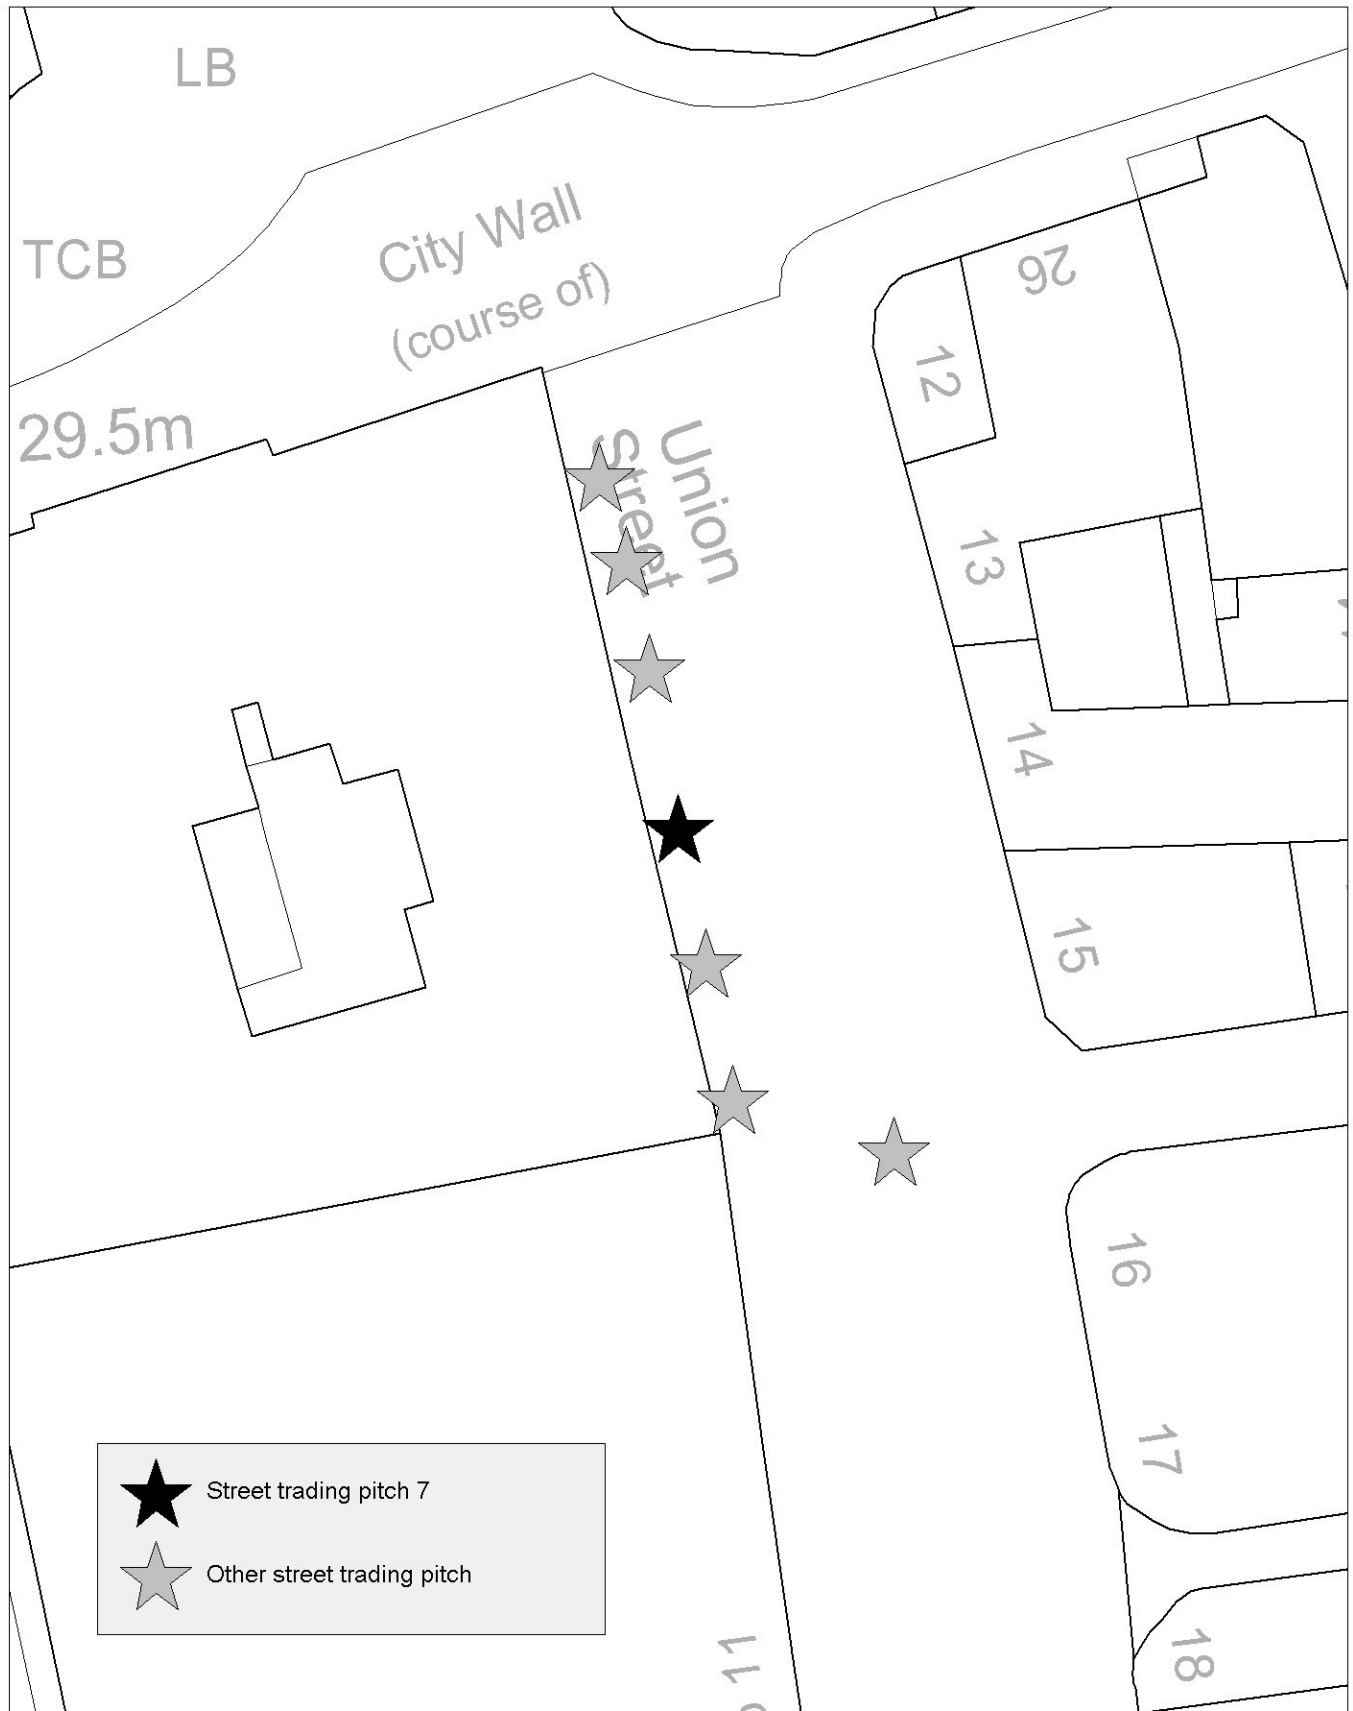 LB
TCB
City Wall
(course of)
29.5m
26
12
Union
Street
13
14
15
16
17
18
11
Street trading pitch 7
Other street trading pitch